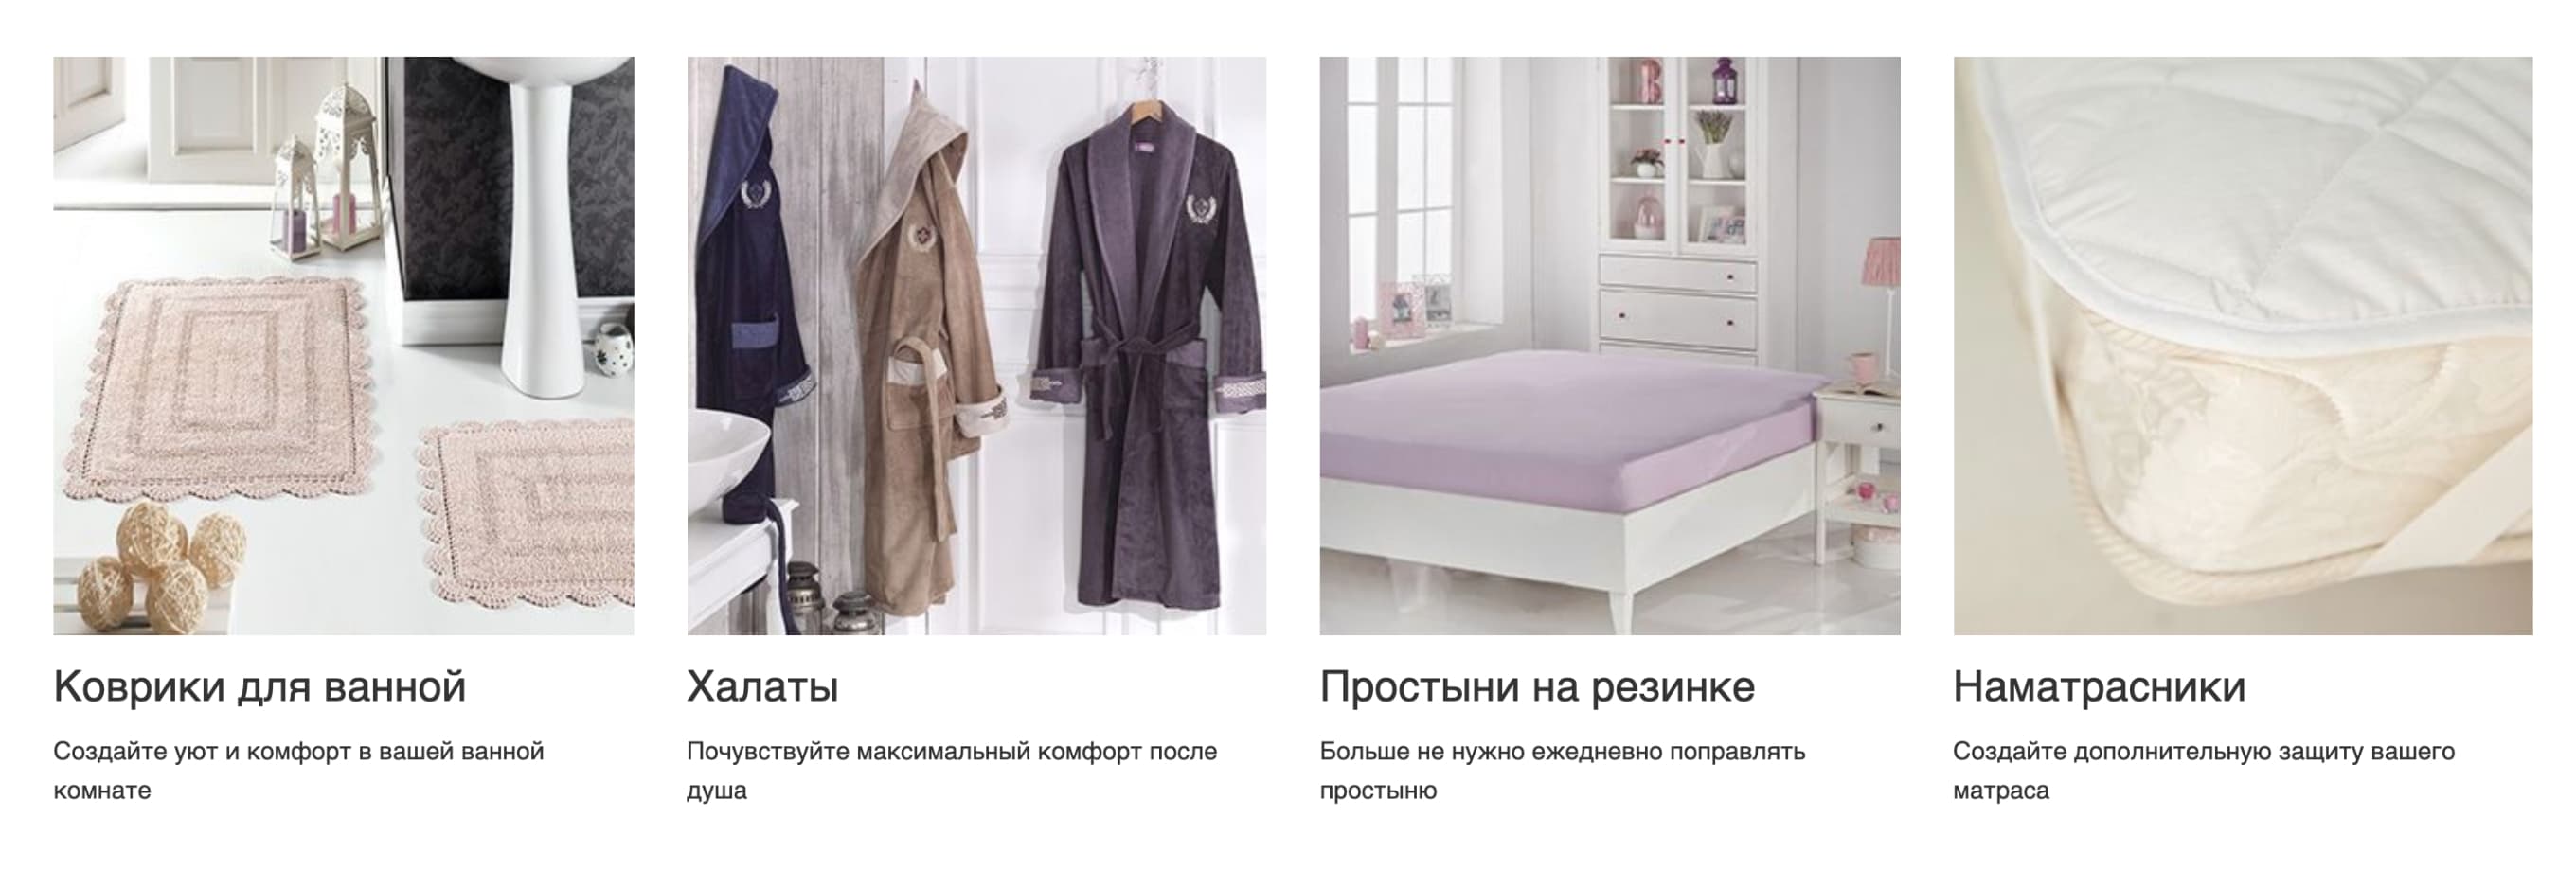 Коврики для ванной
Создайте уют и комфорт в вашей ванной
комнате
Халаты
Почувствуйте максимальный комфорт после
душа
Простыни на резинке
Больше не нужно ежедневно поправлять
простыню
Наматрасники
Создайте дополнительную защиту вашего
матраса